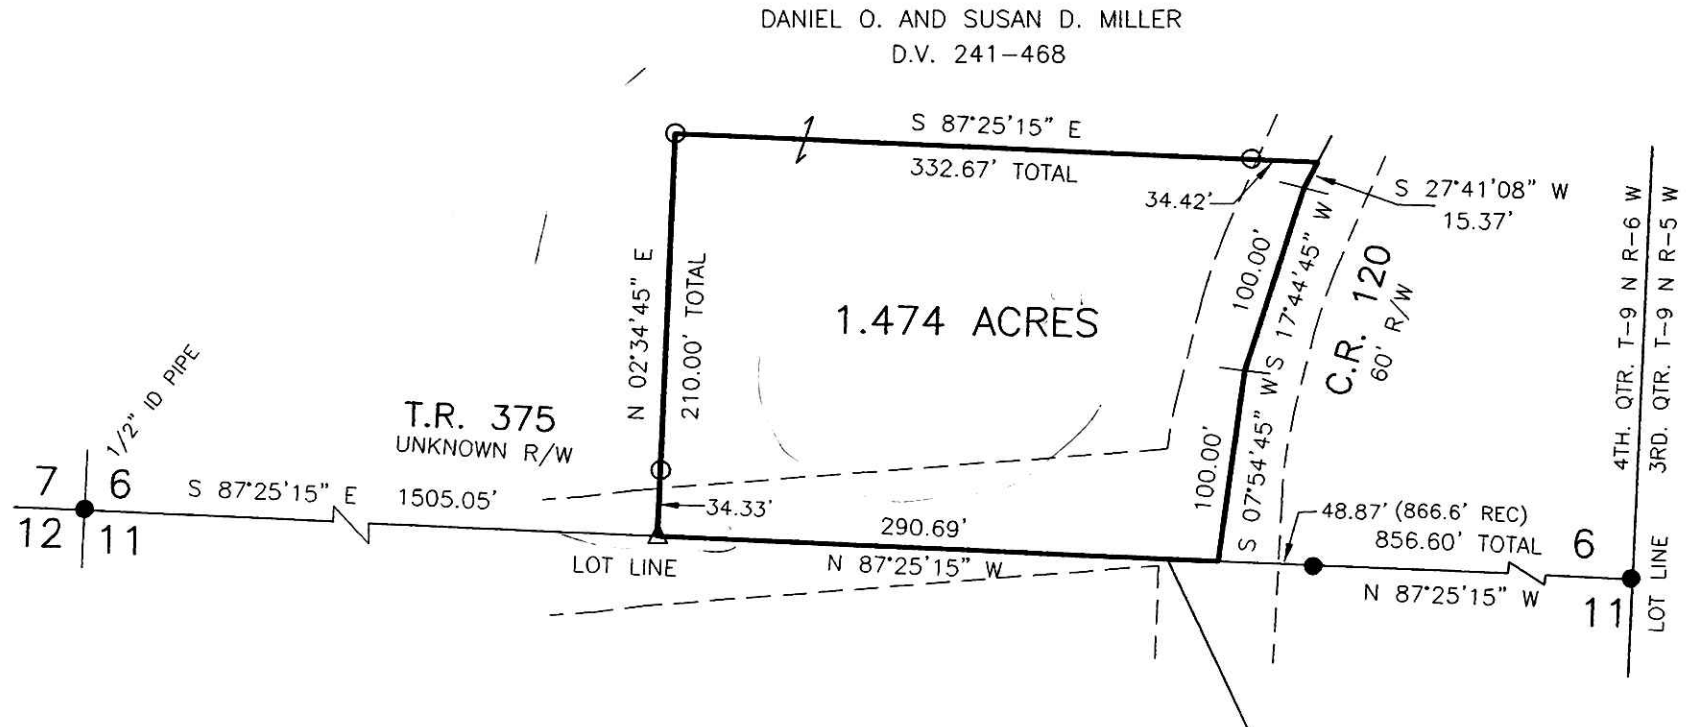 DANIEL O. AND SUSAN D. MILLER
D.V. 241-468
S 87°25'15" E
332.67' TOTAL
34.42'
S 27°41'08" W
15.37'
N 02°34'45" E
210.00' TOTAL
1.474 ACRES
100.00'
S 17°44'45" W
C.R. 120
60' R/W
4TH. QTR. T-9 N R-6 W
3RD. QTR. T-9 N R-5 W
LOT LINE
1/2" ID PIPE
T.R. 375
UNKNOWN R/W
7 6
12 11
S 87°25'15" E 1505.05'
34.33'
290.69'
N 87°25'15" W
LOT LINE
100.00'
S 07°54'45" W
48.87' (866.6' REC)
856.60' TOTAL
N 87°25'15" W
6
11